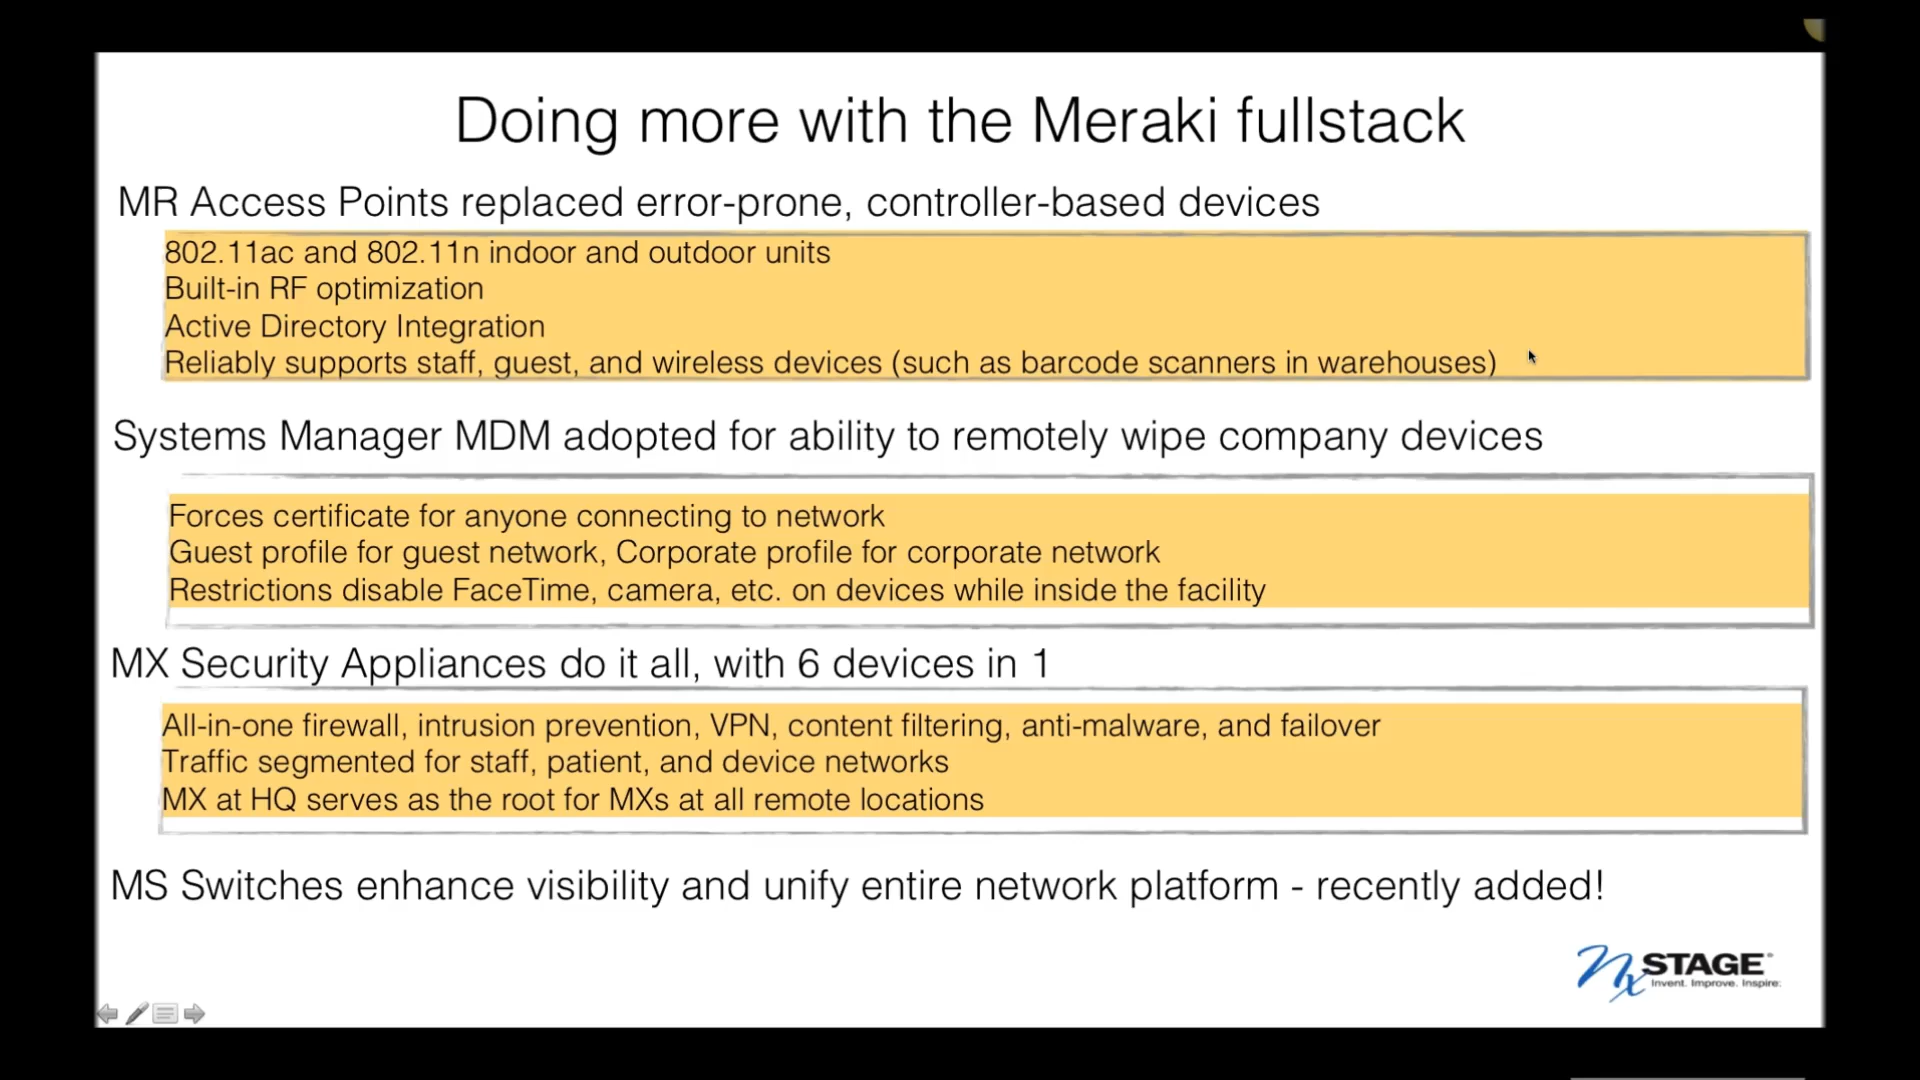 Doing more with the Meraki fullstack
MR Access Points replaced error-prone, controller-based devices
802.11ac and 802.11n indoor and outdoor units
Built-in RF optimization
Active Directory Integration
Reliably supports staff, guest, and wireless devices (such as barcode scanners in warehouses)
Systems Manager MDM adopted for ability to remotely wipe company devices
Forces certificate for anyone connecting to network
Guest profile for guest network, Corporate profile for corporate network
Restrictions disable FaceTime, camera, etc. on devices while inside the facility
MX Security Appliances do it all, with 6 devices in 1
All-in-one firewall, intrusion prevention, VPN, content filtering, anti-malware, and failover
Traffic segmented for staff, patient, and device networks
MX at HQ serves as the root for MXs at all remote locations
MS Switches enhance visibility and unify entire network platform - recently added!
NxSTAGE
Invent. Improve. Inspire.